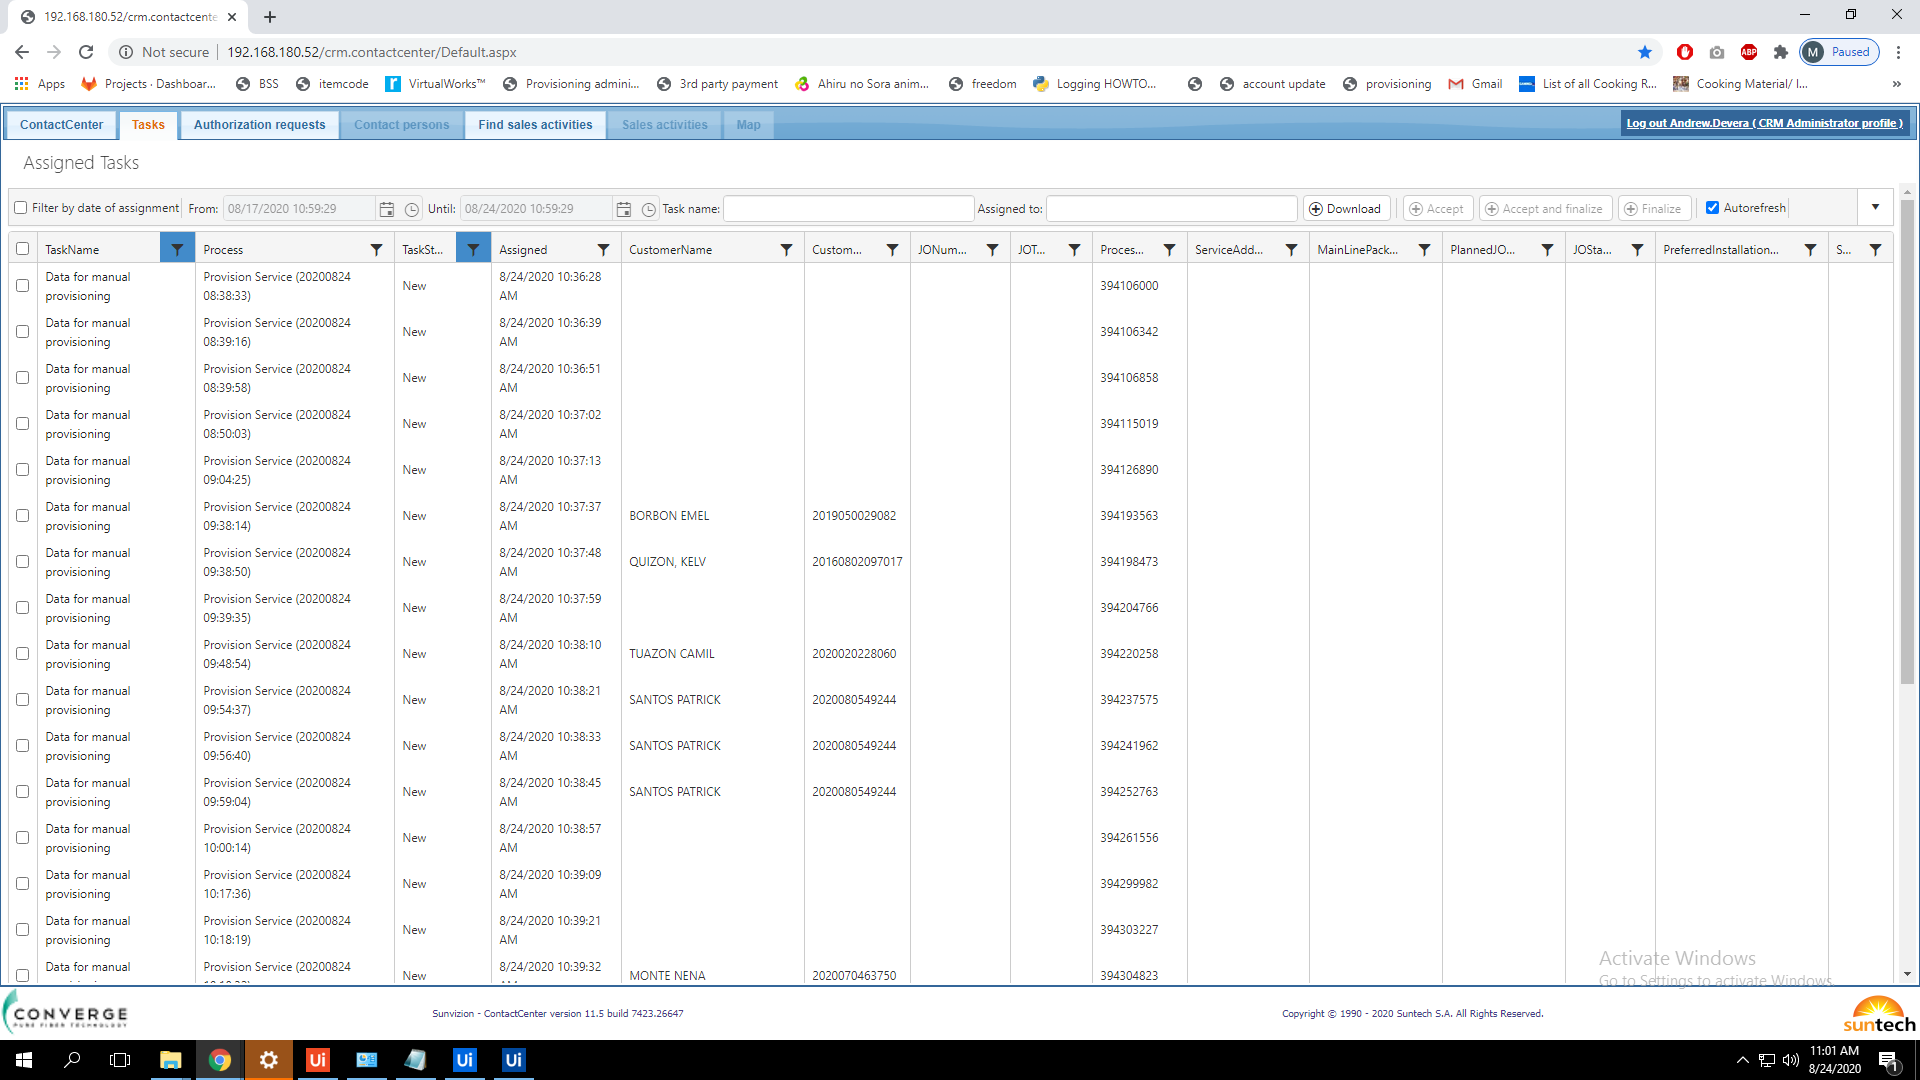 192.168.180.52/crm.contactcente
Not secure 192.168.180.52/crm.contactcenter/Default.aspx M Paused
Apps Projects · Dashboar... BSS itemcode VirtualWorks™ Provisioning admini... 3rd party payment Ahiru no Sora anim... freedom Logging HOWTO... account update provisioning Gmail List of all Cooking R... Cooking Material/ I... »
ContactCenter Tasks Authorization requests Contact persons Find sales activities Sales activities Map Log out Andrew.Devera ( CRM Administrator profile )
Assigned Tasks
Filter by date of assignment From: 08/17/2020 10:59:29 Until: 08/24/2020 10:59:29 Task name: Assigned to: Download Accept Accept and finalize Finalize Autorefresh
TaskName Process TaskSt... Assigned CustomerName Custom... JONum... JOT... Proces... ServiceAdd... MainLinePack... PlannedJO... JOSta... PreferredInstallation... S...
Data for manual provisioning Provision Service (20200824 08:38:33) New 8/24/2020 10:36:28 AM 394106000
Data for manual provisioning Provision Service (20200824 08:39:16) New 8/24/2020 10:36:39 AM 394106342
Data for manual provisioning Provision Service (20200824 08:39:58) New 8/24/2020 10:36:51 AM 394106858
Data for manual provisioning Provision Service (20200824 08:50:03) New 8/24/2020 10:37:02 AM 394115019
Data for manual provisioning Provision Service (20200824 09:04:25) New 8/24/2020 10:37:13 AM 394126890
Data for manual provisioning Provision Service (20200824 09:38:14) New 8/24/2020 10:37:37 AM BORBON EMEL 2019050029082 394193563
Data for manual provisioning Provision Service (20200824 09:38:50) New 8/24/2020 10:37:48 AM QUIZON, KELV 20160802097017 394198473
Data for manual provisioning Provision Service (20200824 09:39:35) New 8/24/2020 10:37:59 AM 394204766
Data for manual provisioning Provision Service (20200824 09:48:54) New 8/24/2020 10:38:10 AM TUAZON CAMIL 2020020228060 394220258
Data for manual provisioning Provision Service (20200824 09:54:37) New 8/24/2020 10:38:21 AM SANTOS PATRICK 2020080549244 394237575
Data for manual provisioning Provision Service (20200824 09:56:40) New 8/24/2020 10:38:33 AM SANTOS PATRICK 2020080549244 394241962
Data for manual provisioning Provision Service (20200824 09:59:04) New 8/24/2020 10:38:45 AM SANTOS PATRICK 2020080549244 394252763
Data for manual provisioning Provision Service (20200824 10:00:14) New 8/24/2020 10:38:57 AM 394261556
Data for manual provisioning Provision Service (20200824 10:17:36) New 8/24/2020 10:39:09 AM 394299982
Data for manual provisioning Provision Service (20200824 10:18:19) New 8/24/2020 10:39:21 AM 394303227
Data for manual Provision Service (20200824 New 8/24/2020 10:39:32 MONTE NENA 2020070463750 394304823
Activate Windows
Go to Settings to activate Windows.
CONVERGE
PURE FIBER TECHNOLOGY
Sunvizion - ContactCenter version 11.5 build 7423.26647
Copyright © 1990 - 2020 Suntech S.A. All Rights Reserved.
suntech
Ui Ui Ui
11:01 AM
8/24/2020
1